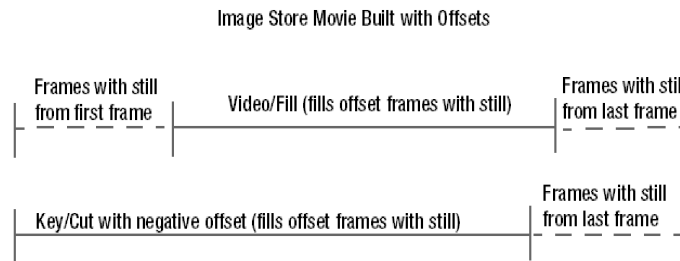 Image Store Movie Built with Offsets
Frames with still
from first frame
Video/Fill (fills offset frames with still)
Frames with still
from last frame
Key/Cut with negative offset (fills offset frames with still)
Frames with still
from last frame